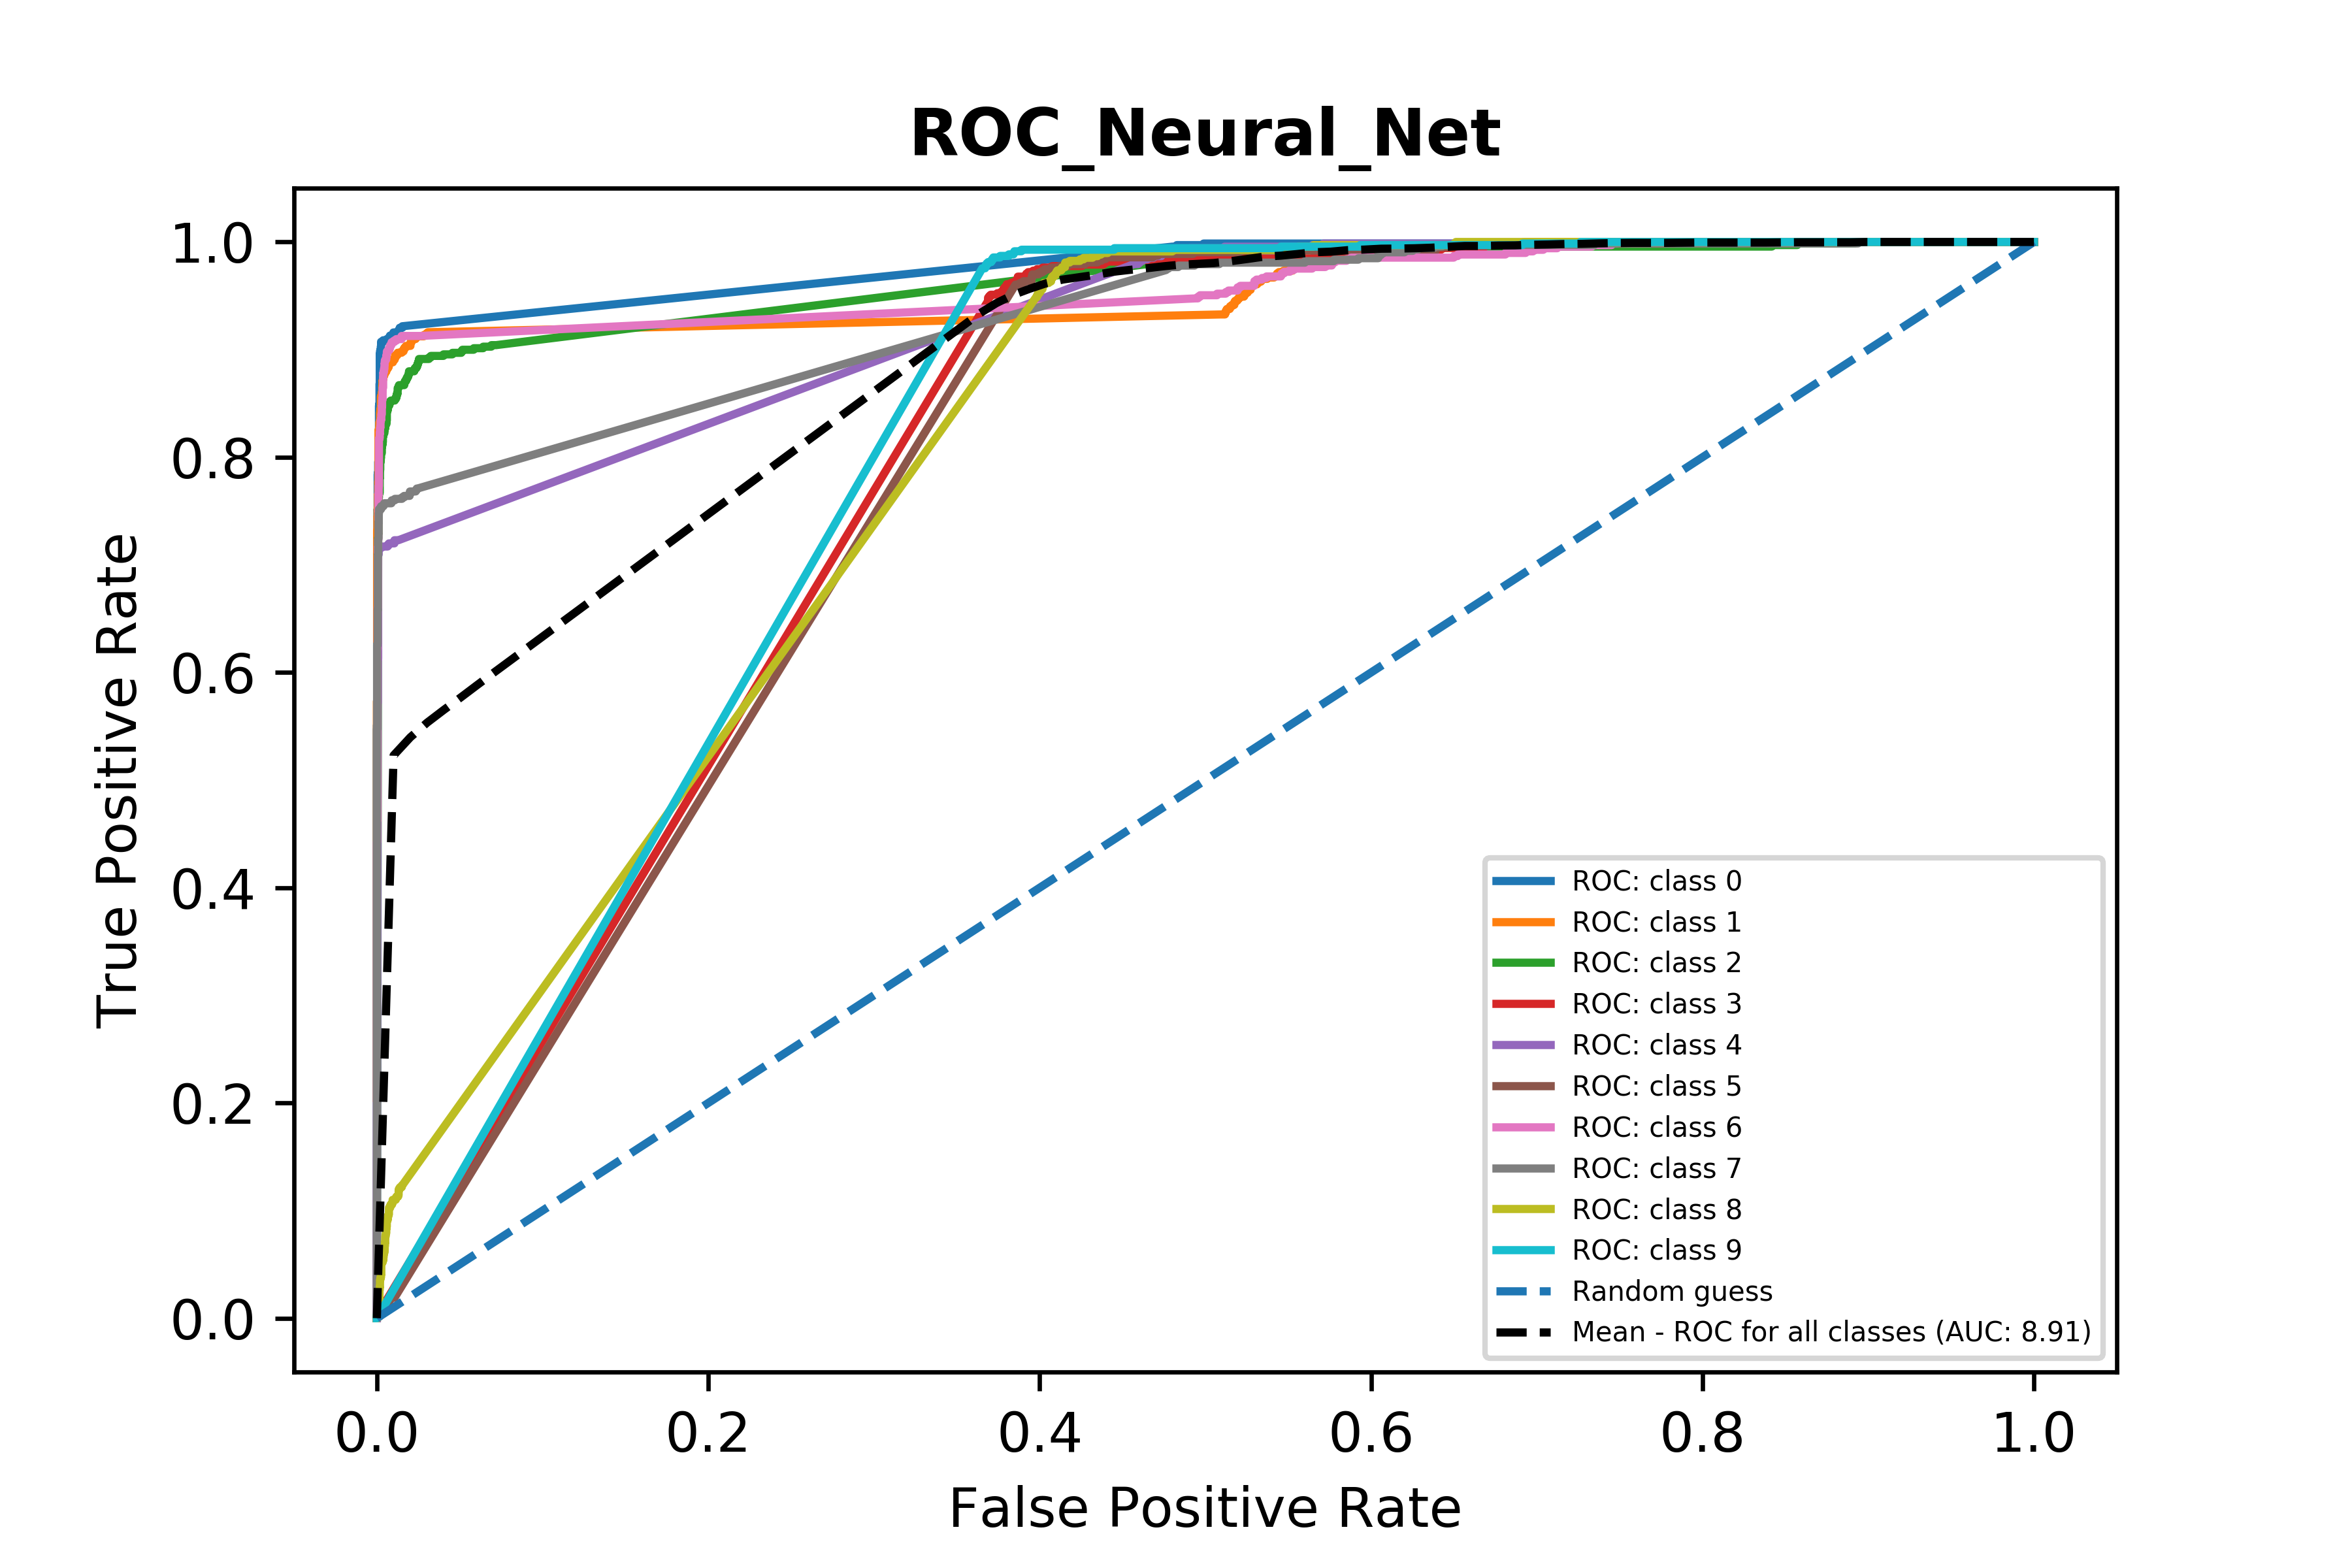 ROC_Neural_Net
1.0
0.8
0.6
0.4
0.2
0.0
True Positive Rate
0.0 0.2 0.4 0.6 0.8 1.0
False Positive Rate
ROC: class 0
ROC: class 1
ROC: class 2
ROC: class 3
ROC: class 4
ROC: class 5
ROC: class 6
ROC: class 7
ROC: class 8
ROC: class 9
Random guess
Mean - ROC for all classes (AUC: 8.91)